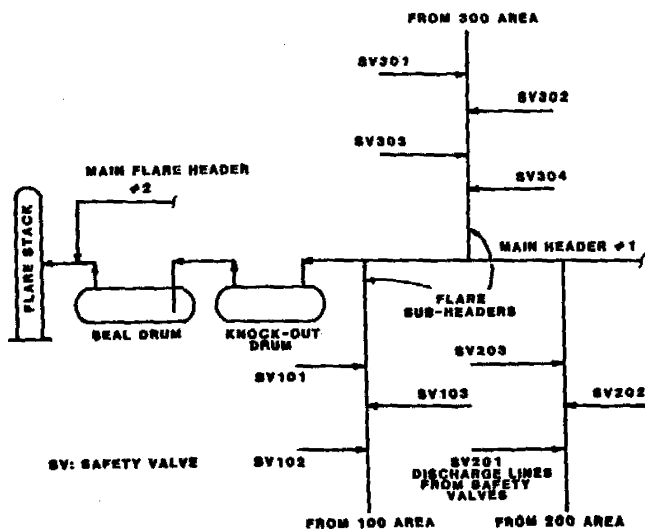 FROM 300 AREA
SV301
SV302
SV303
SV304
MAIN FLARE HEADER
#2
FLARE STACK
MAIN HEADER #1
SEAL DRUM
KNOCK-OUT
DRUM
FLARE
SUB-HEADERS
SV101
SV103
SV203
SV202
SV: SAFETY VALVE
SV102
SV201
DISCHARGE LINES
FROM SAFETY
VALVES
FROM 100 AREA
FROM 200 AREA